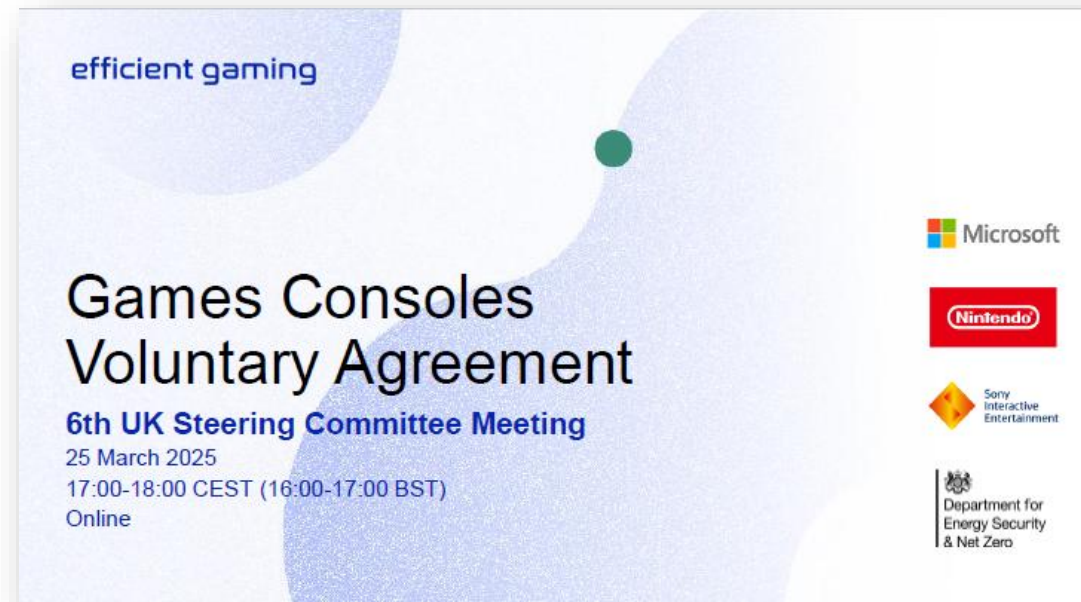 efficient gaming
Microsoft
Nintendo
Games Consoles
Voluntary Agreement
Sony
Interactive
Entertainment
6th UK Steering Committee Meeting
25 March 2025
17:00-18:00 CEST (16:00-17:00 BST)
Online
Department for
Energy Security
& Net Zero